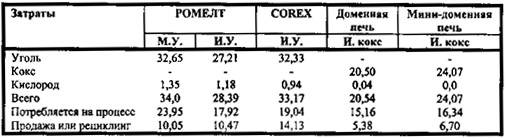 Затраты РОМЕЛТ COREX Доменная печь Мини-доменная печь
М.У. И.У. И.У. И. кокс И. кокс
Уголь 32,65 27,21 32,33 - -
Кокс - - - 20,50 24,07
Кислород 1,35 1,18 0,94 0,04 0,0
Всего 34,0 28,39 33,17 20,54 24,07
Потребляется на процесс 23,95 17,92 19,04 15,16 16,34
Продажа или рециклинг 10,05 10,47 14,13 5,38 6,70